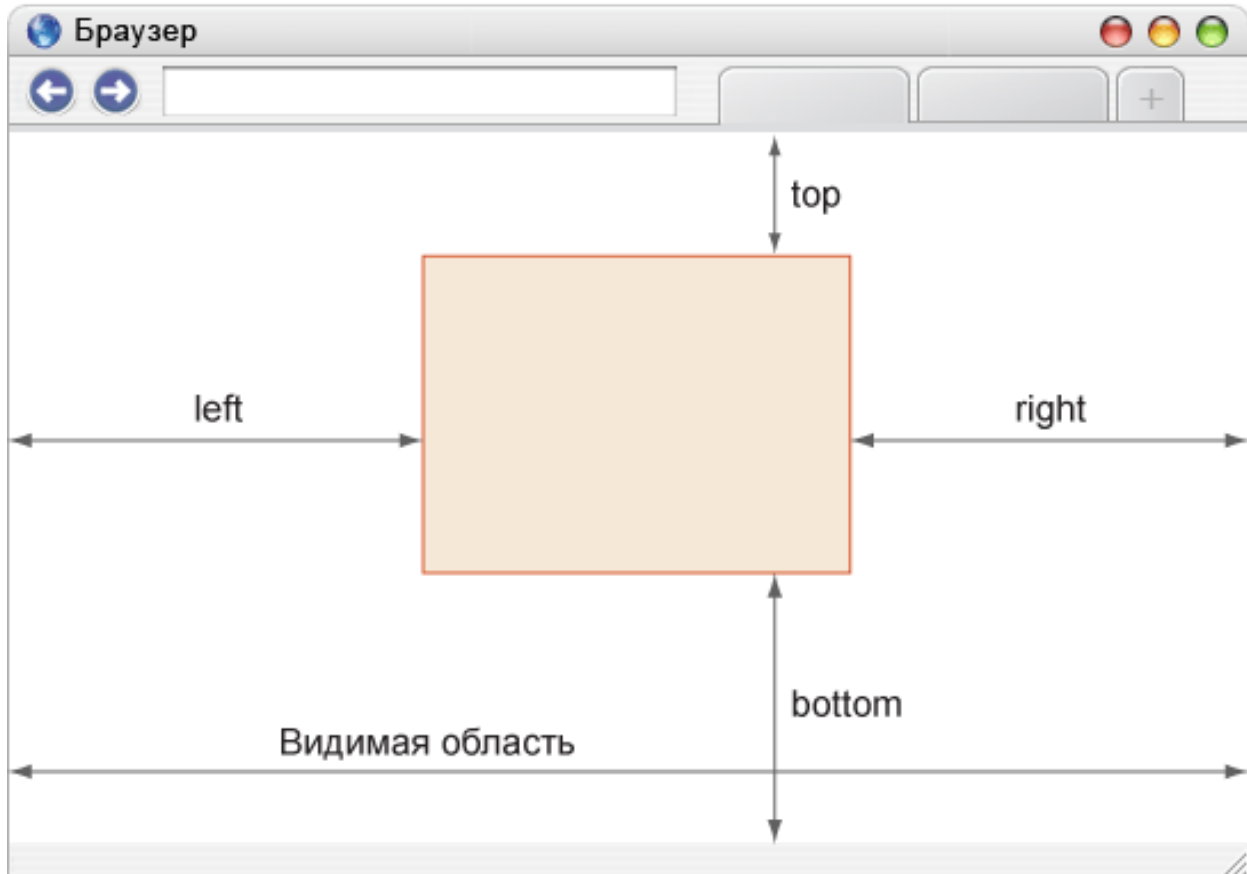 Браузер
+
top
left
right
bottom
Видимая область